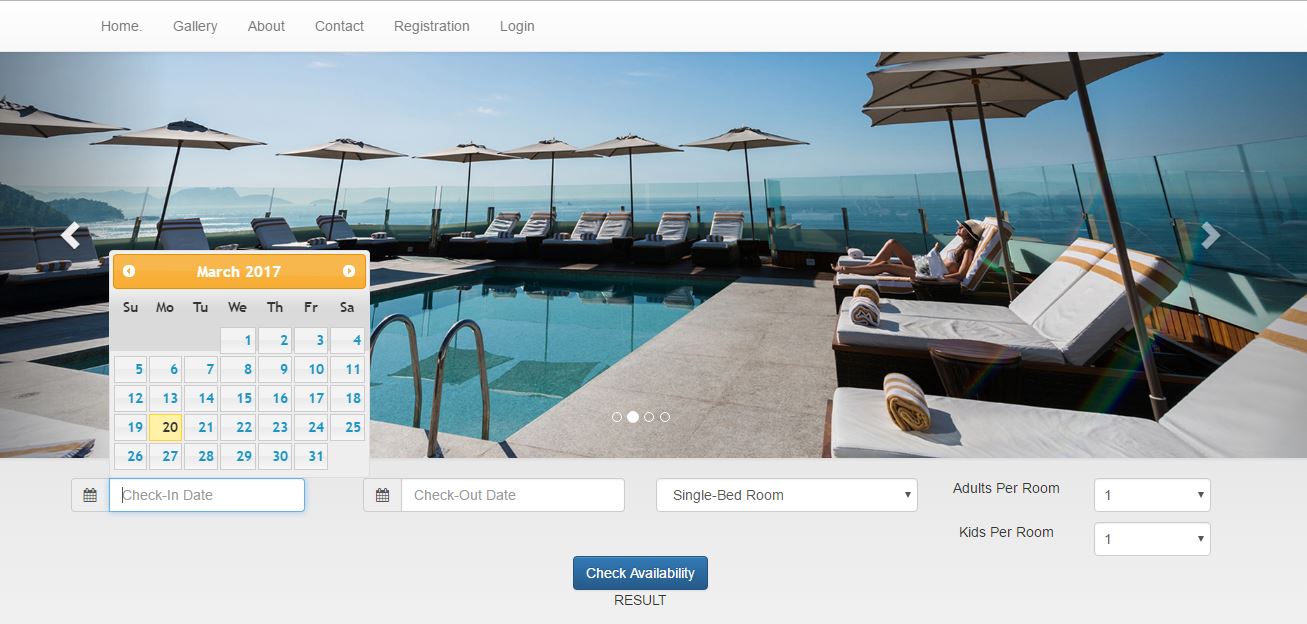 Home. Gallery About Contact Registration Login
March 2017
Su Mo Tu We Th Fr Sa
1 2 3 4
5 6 7 8 9 10 11
12 13 14 15 16 17 18
19 20 21 22 23 24 25
26 27 28 29 30 31
Check-In Date Check-Out Date Single-Bed Room Adults Per Room 1
Kids Per Room 1
Check Availability
RESULT